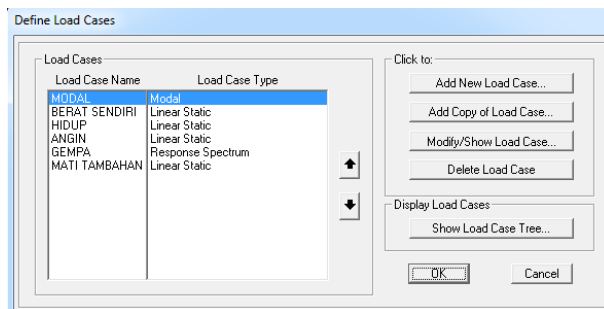 Define Load Cases
Load Cases
Load Case Name Load Case Type
MODAL Modal
BERAT SENDIRI Linear Static
HIDUP Linear Static
ANGIN Linear Static
GEMPA Response Spectrum
MATI TAMBAHAN Linear Static
Click to:
Add New Load Case...
Add Copy of Load Case...
Modify/Show Load Case...
Delete Load Case
Display Load Cases
Show Load Case Tree...
OK Cancel